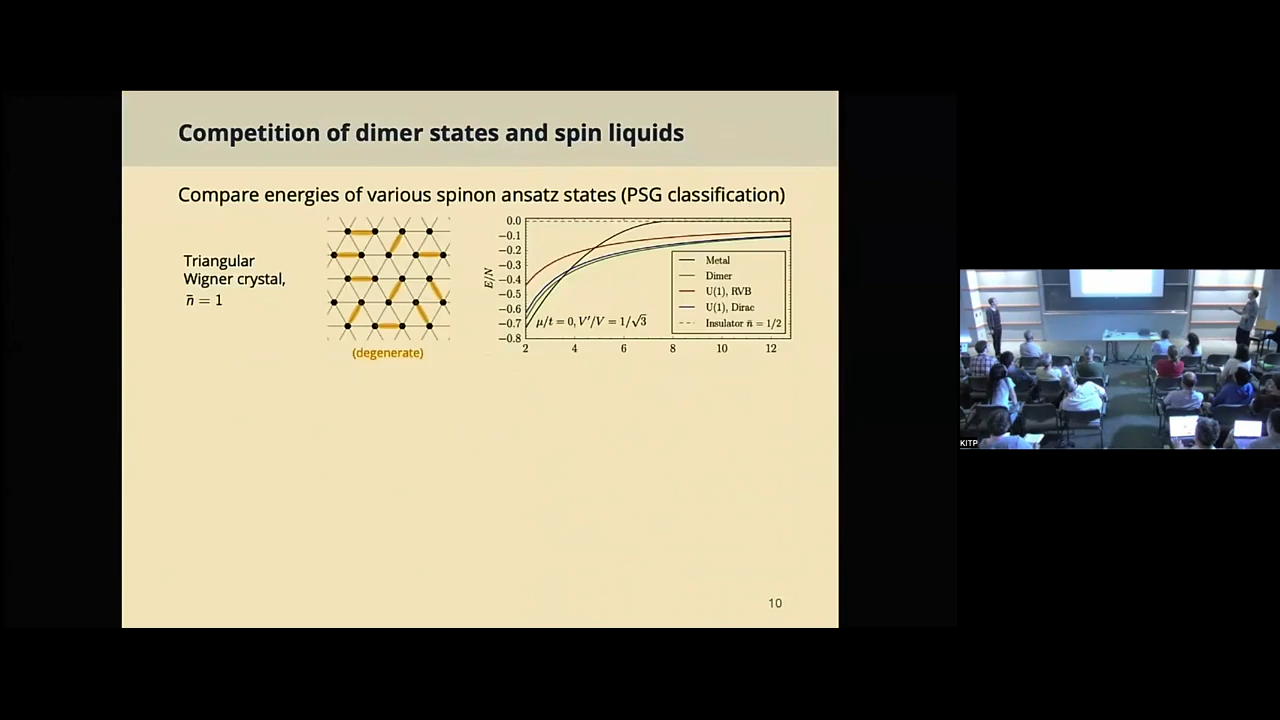 Competition of dimer states and spin liquids
Compare energies of various spinon ansatz states (PSG classification)
Triangular
Wigner crystal,
n̄ = 1
(degenerate)
E/N
0.0
−0.1
−0.2
−0.3
−0.4
−0.5
−0.6
−0.7
−0.8
2
4
6
8
10
12
μ/t = 0, V′/V = 1/√3
Metal
Dimer
U(1), RVB
U(1), Dirac
Insulator n̄ = 1/2
10
KITP